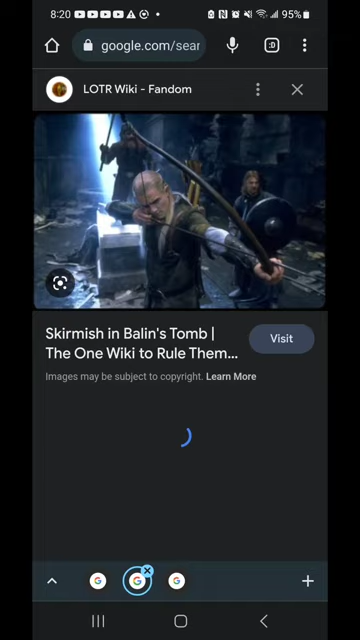 8:20
95%
google.com/sear
:D
LOTR Wiki - Fandom
Skirmish in Balin's Tomb |
The One Wiki to Rule Them...
Visit
Images may be subject to copyright. Learn More